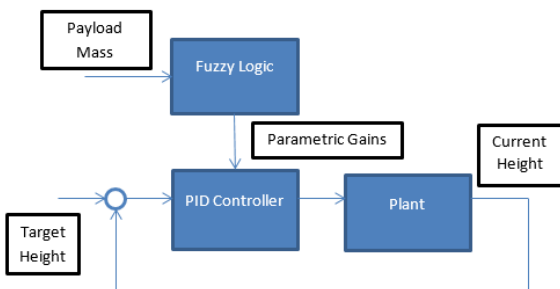 Payload
Mass
Fuzzy Logic
Parametric Gains
Current
Height
PID Controller
Plant
Target
Height